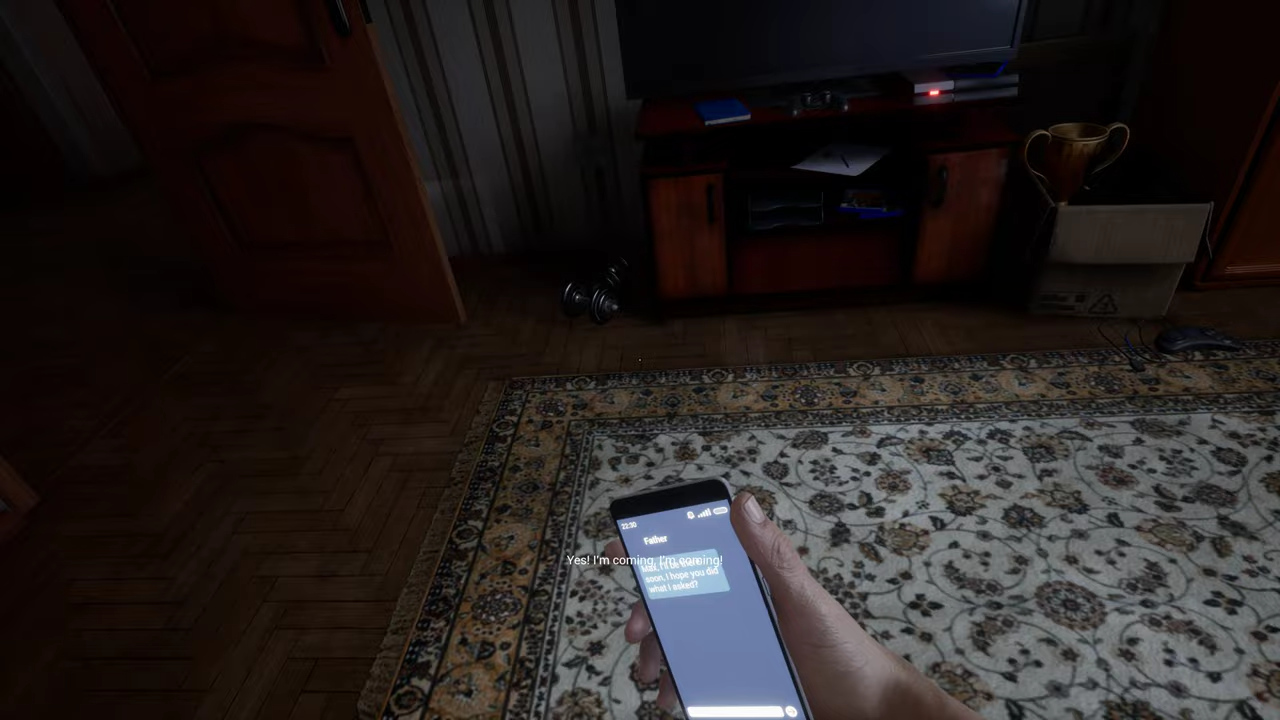 22:30
Father
Yes! I'm coming, I'm coming!
soon, I hope you did
what I asked?